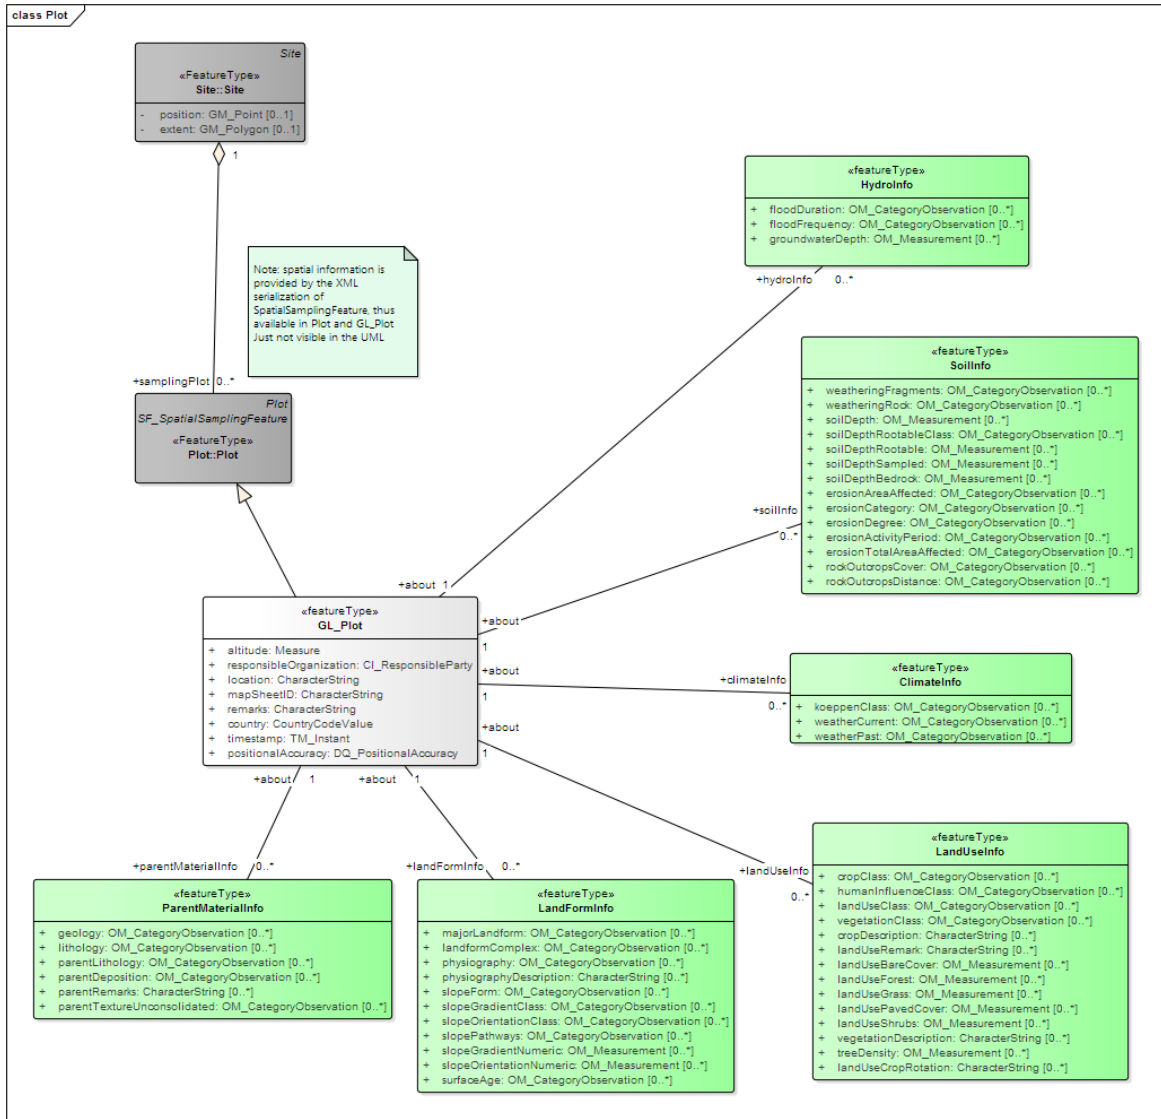 class Plot
Site
«FeatureType»
Site::Site
- position: GM_Point [0..1]
- extent: GM_Polygon [0..1]
1
Note: spatial information is
provided by the XML
serialization of
SpatialSamplingFeature, thus
available in Plot and GL_Plot
Just not visible in the UML
+samplingPlot 0..*
Plot
SF_SpatialSamplingFeature
«FeatureType»
Plot::Plot
«featureType»
HydroInfo
+ floodDuration: OM_CategoryObservation [0..*]
+ floodFrequency: OM_CategoryObservation [0..*]
+ groundwaterDepth: OM_Measurement [0..*]
+hydroInfo 0..*
«featureType»
SoilInfo
+ weatheringFragments: OM_CategoryObservation [0..*]
+ weatheringRock: OM_CategoryObservation [0..*]
+ soilDepth: OM_Measurement [0..*]
+ soilDepthRootableClass: OM_CategoryObservation [0..*]
+ soilDepthRootable: OM_Measurement [0..*]
+ soilDepthSampled: OM_Measurement [0..*]
+ soilDepthBedrock: OM_Measurement [0..*]
+ erosionAreaAffected: OM_CategoryObservation [0..*]
+ erosionCategory: OM_CategoryObservation [0..*]
+ erosionDegree: OM_CategoryObservation [0..*]
+ erosionActivityPeriod: OM_CategoryObservation [0..*]
+ erosionTotalAreaAffected: OM_CategoryObservation [0..*]
+ rockOutcropsCover: OM_CategoryObservation [0..*]
+ rockOutcropsDistance: OM_CategoryObservation [0..*]
+soilInfo
0..*
+about 1
«featureType»
GL_Plot
+ altitude: Measure
+ responsibleOrganization: CI_ResponsibleParty
+ location: CharacterString
+ mapSheetID: CharacterString
+ remarks: CharacterString
+ country: CountryCodeValue
+ timestamp: TM_Instant
+ positionalAccuracy: DQ_PositionalAccuracy
+about
1
+about
1
+about
1
+climateInfo
0..*
«featureType»
ClimateInfo
+ koeppenClass: OM_CategoryObservation [0..*]
+ weatherCurrent: OM_CategoryObservation [0..*]
+ weatherPast: OM_CategoryObservation [0..*]
+about 1
+about 1
+parentMaterialInfo 0..*
«featureType»
ParentMaterialInfo
+ geology: OM_CategoryObservation [0..*]
+ lithology: OM_CategoryObservation [0..*]
+ parentLithology: OM_CategoryObservation [0..*]
+ parentDeposition: OM_CategoryObservation [0..*]
+ parentRemarks: CharacterString [0..*]
+ parentTextureUnconsolidated: OM_CategoryObservation [0..*]
+landFormInfo 0..*
«featureType»
LandFormInfo
+ majorLandform: OM_CategoryObservation [0..*]
+ landformComplex: OM_CategoryObservation [0..*]
+ physiography: OM_CategoryObservation [0..*]
+ physiographyDescription: CharacterString [0..*]
+ slopeForm: OM_CategoryObservation [0..*]
+ slopeGradientClass: OM_CategoryObservation [0..*]
+ slopeOrientationClass: OM_CategoryObservation [0..*]
+ slopePathways: OM_CategoryObservation [0..*]
+ slopeGradientNumeric: OM_Measurement [0..*]
+ slopeOrientationNumeric: OM_Measurement [0..*]
+ surfaceAge: OM_CategoryObservation [0..*]
+landUseInfo
0..*
«featureType»
LandUseInfo
+ cropClass: OM_CategoryObservation [0..*]
+ humanInfluenceClass: OM_CategoryObservation [0..*]
+ landUseClass: OM_CategoryObservation [0..*]
+ vegetationClass: OM_CategoryObservation [0..*]
+ cropDescription: CharacterString [0..*]
+ landUseRemark: CharacterString [0..*]
+ landUseBareCover: OM_Measurement [0..*]
+ landUseForest: OM_Measurement [0..*]
+ landUseGrass: OM_Measurement [0..*]
+ landUsePavedCover: OM_Measurement [0..*]
+ landUseShrubs: OM_Measurement [0..*]
+ vegetationDescription: CharacterString [0..*]
+ treeDensity: OM_Measurement [0..*]
+ landUseCropRotation: CharacterString [0..*]